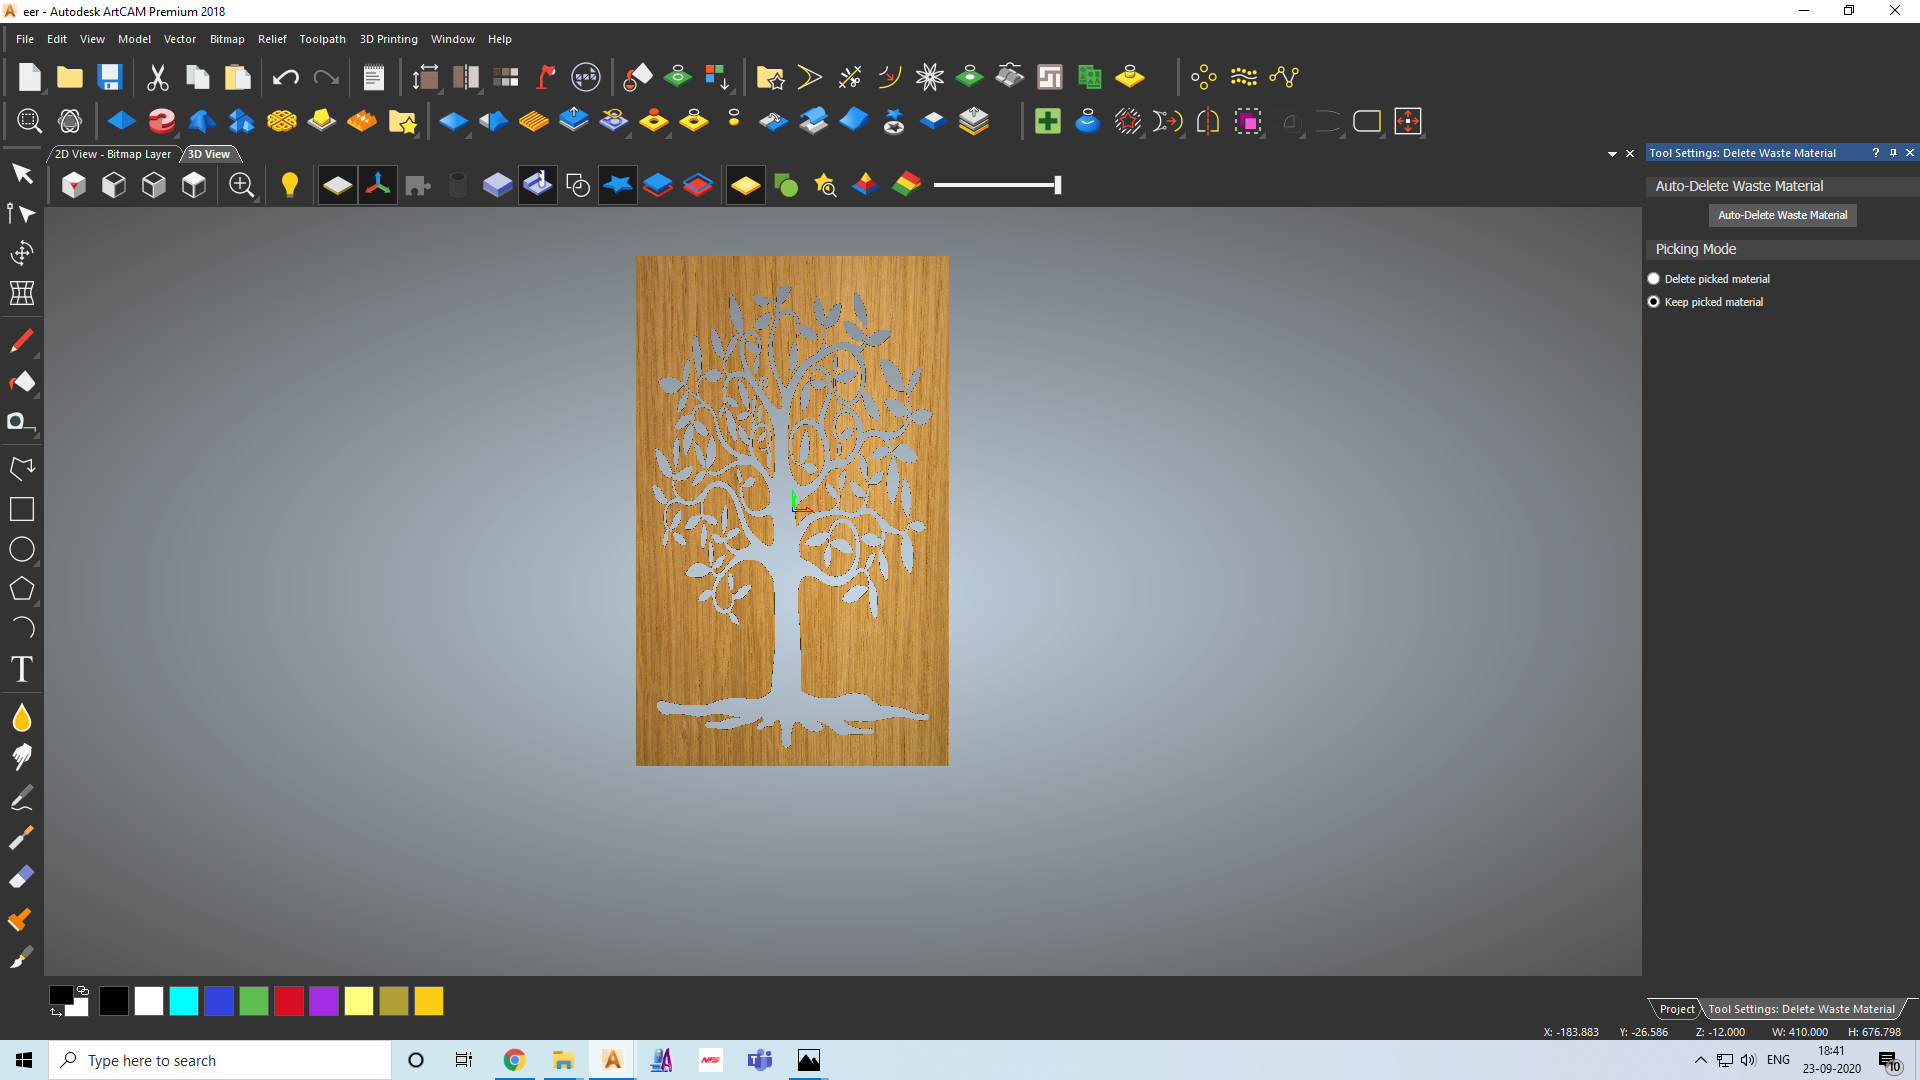 eer - Autodesk ArtCAM Premium 2018
File Edit View Model Vector Bitmap Relief Toolpath 3D Printing Window Help
2D View - Bitmap Layer 3D View
Tool Settings: Delete Waste Material
Auto-Delete Waste Material
Auto-Delete Waste Material
Picking Mode
Delete picked material
Keep picked material
T
Project Tool Settings: Delete Waste Material
X: -183.883 Y: -26.586 Z: -12.000 W: 410.000 H: 676.798
Type here to search
NFS
ENG
18:41
23-09-2020
10